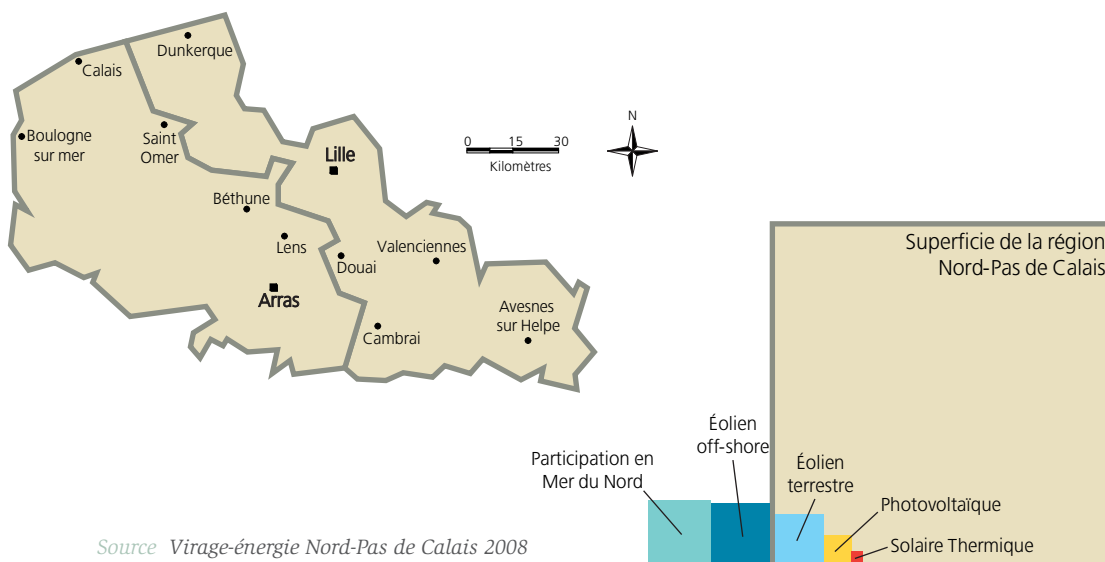 Dunkerque
Calais
Boulogne
sur mer
Saint
Omer
Lille
Béthune
Lens
Douai
Valenciennes
Arras
Cambrai
Avesnes
sur Helpe
0 15 30
Kilomètres
N
Superficie de la région
Nord-Pas de Calais
Participation en
Mer du Nord
Éolien
off-shore
Éolien
terrestre
Photovoltaïque
Solaire Thermique
Source Virage-énergie Nord-Pas de Calais 2008